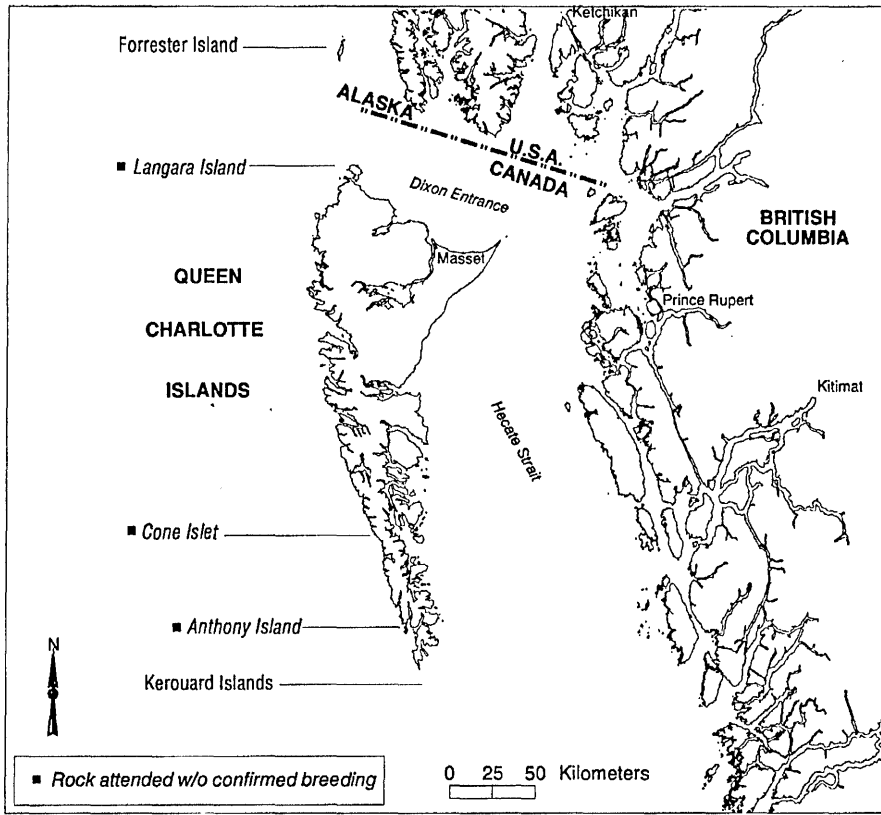 Ketchikan
Forrester Island
ALASKA
U.S.A.
CANADA
■ Langara Island
Dixon Entrance
BRITISH
COLUMBIA
Masset
QUEEN
CHARLOTTE
ISLANDS
Prince Rupert
Kitimat
Hecate Strait
■ Cone Islet
■ Anthony Island
N
Kerouard Islands
■ Rock attended w/o confirmed breeding
0 25 50 Kilometers